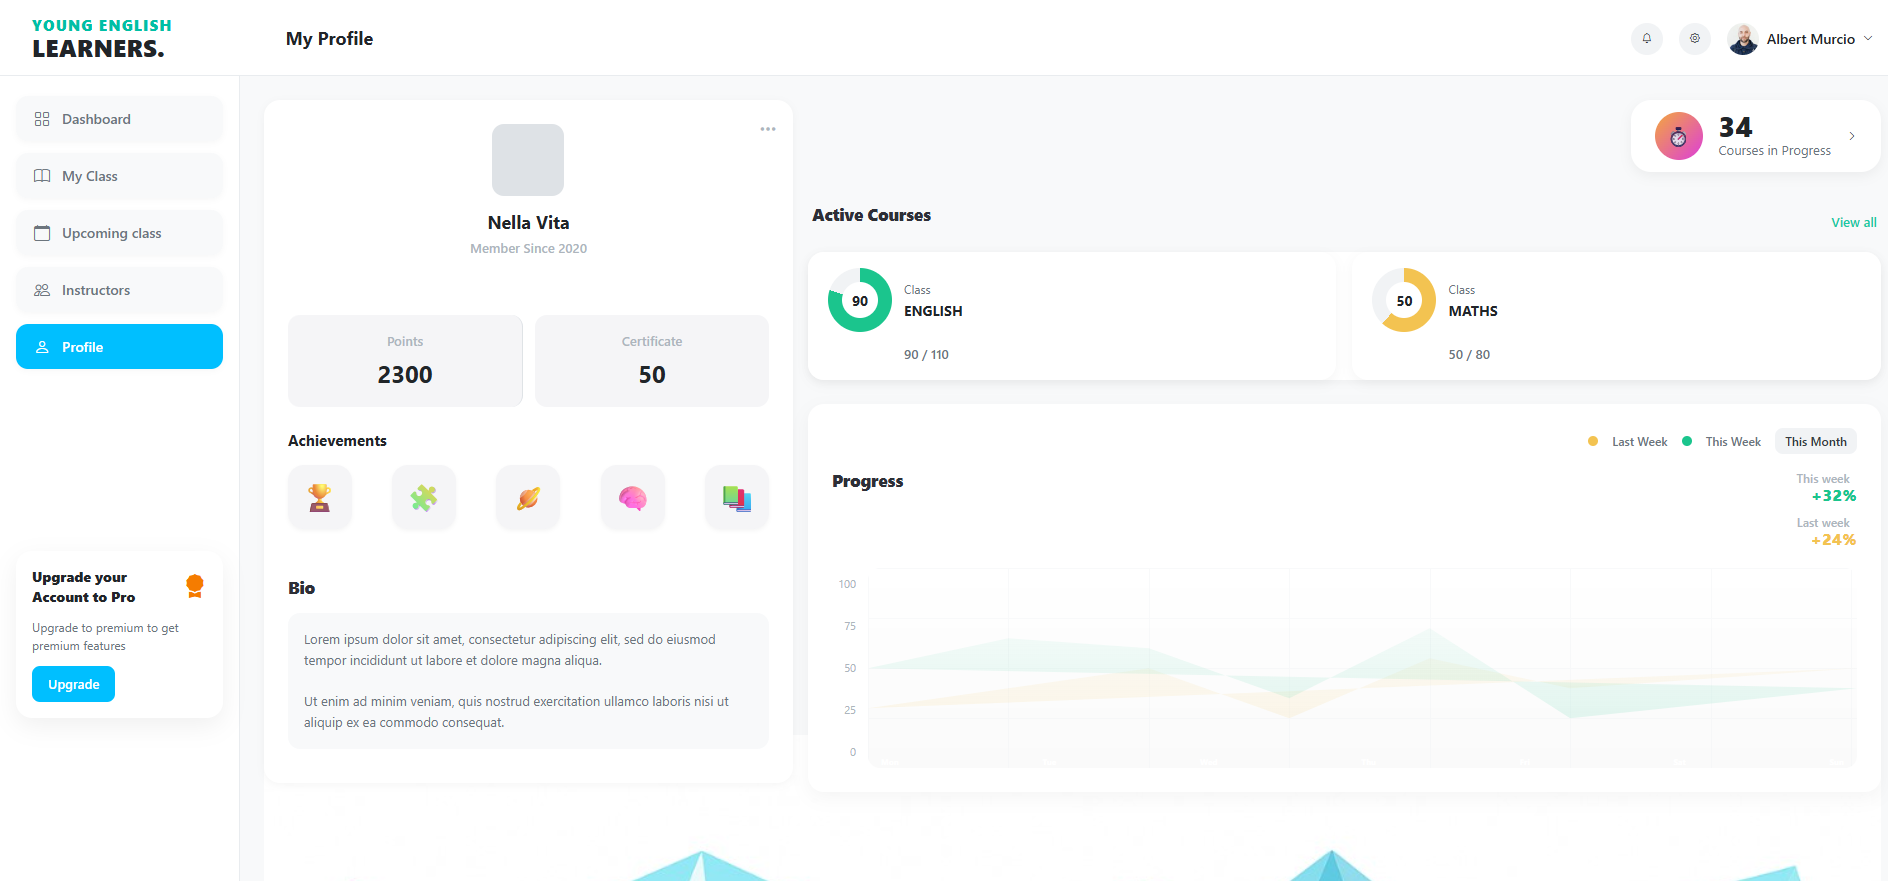 YOUNG ENGLISH
LEARNERS.
My Profile
Albert Murcio
Dashboard
My Class
Upcoming class
Instructors
Profile
Upgrade your
Account to Pro
Upgrade to premium to get
premium features
Upgrade
Nella Vita
Member Since 2020
Points
2300
Certificate
50
Achievements
Bio
Lorem ipsum dolor sit amet, consectetur adipiscing elit, sed do eiusmod
tempor incididunt ut labore et dolore magna aliqua.
Ut enim ad minim veniam, quis nostrud exercitation ullamco laboris nisi ut
aliquip ex ea commodo consequat.
34
Courses in Progress
Active Courses
View all
90
Class
ENGLISH
90 / 110
50
Class
MATHS
50 / 80
Last Week
This Week
This Month
Progress
This week
+32%
Last week
+24%
100
75
50
25
0